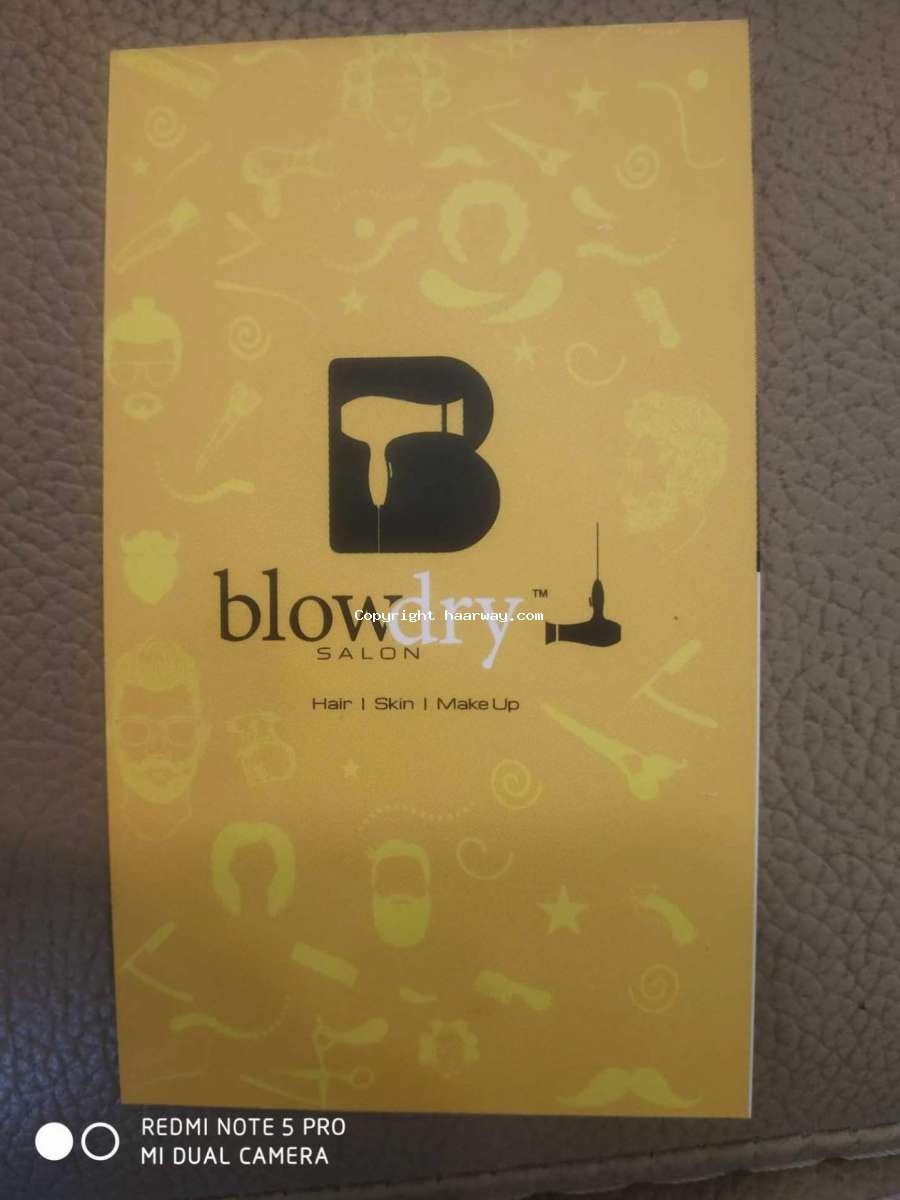 B
blowdry™
Copyright haarway.com
SALON
Hair | Skin | Make Up
REDMI NOTE 5 PRO
MI DUAL CAMERA